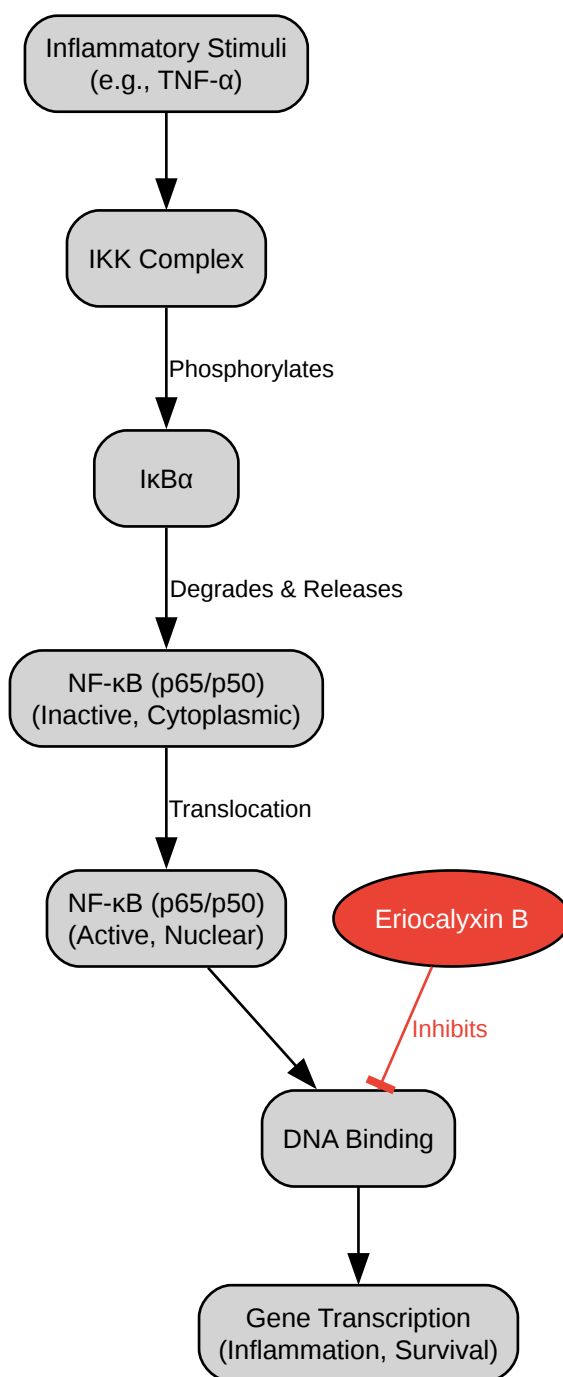 Inflammatory Stimuli
(e.g., TNF-α)
IKK Complex
Phosphorylates
IκBα
Degrades & Releases
NF-κB (p65/p50)
(Inactive, Cytoplasmic)
Translocation
NF-κB (p65/p50)
(Active, Nuclear)
Eriocalyxin B
Inhibits
DNA Binding
Gene Transcription
(Inflammation, Survival)